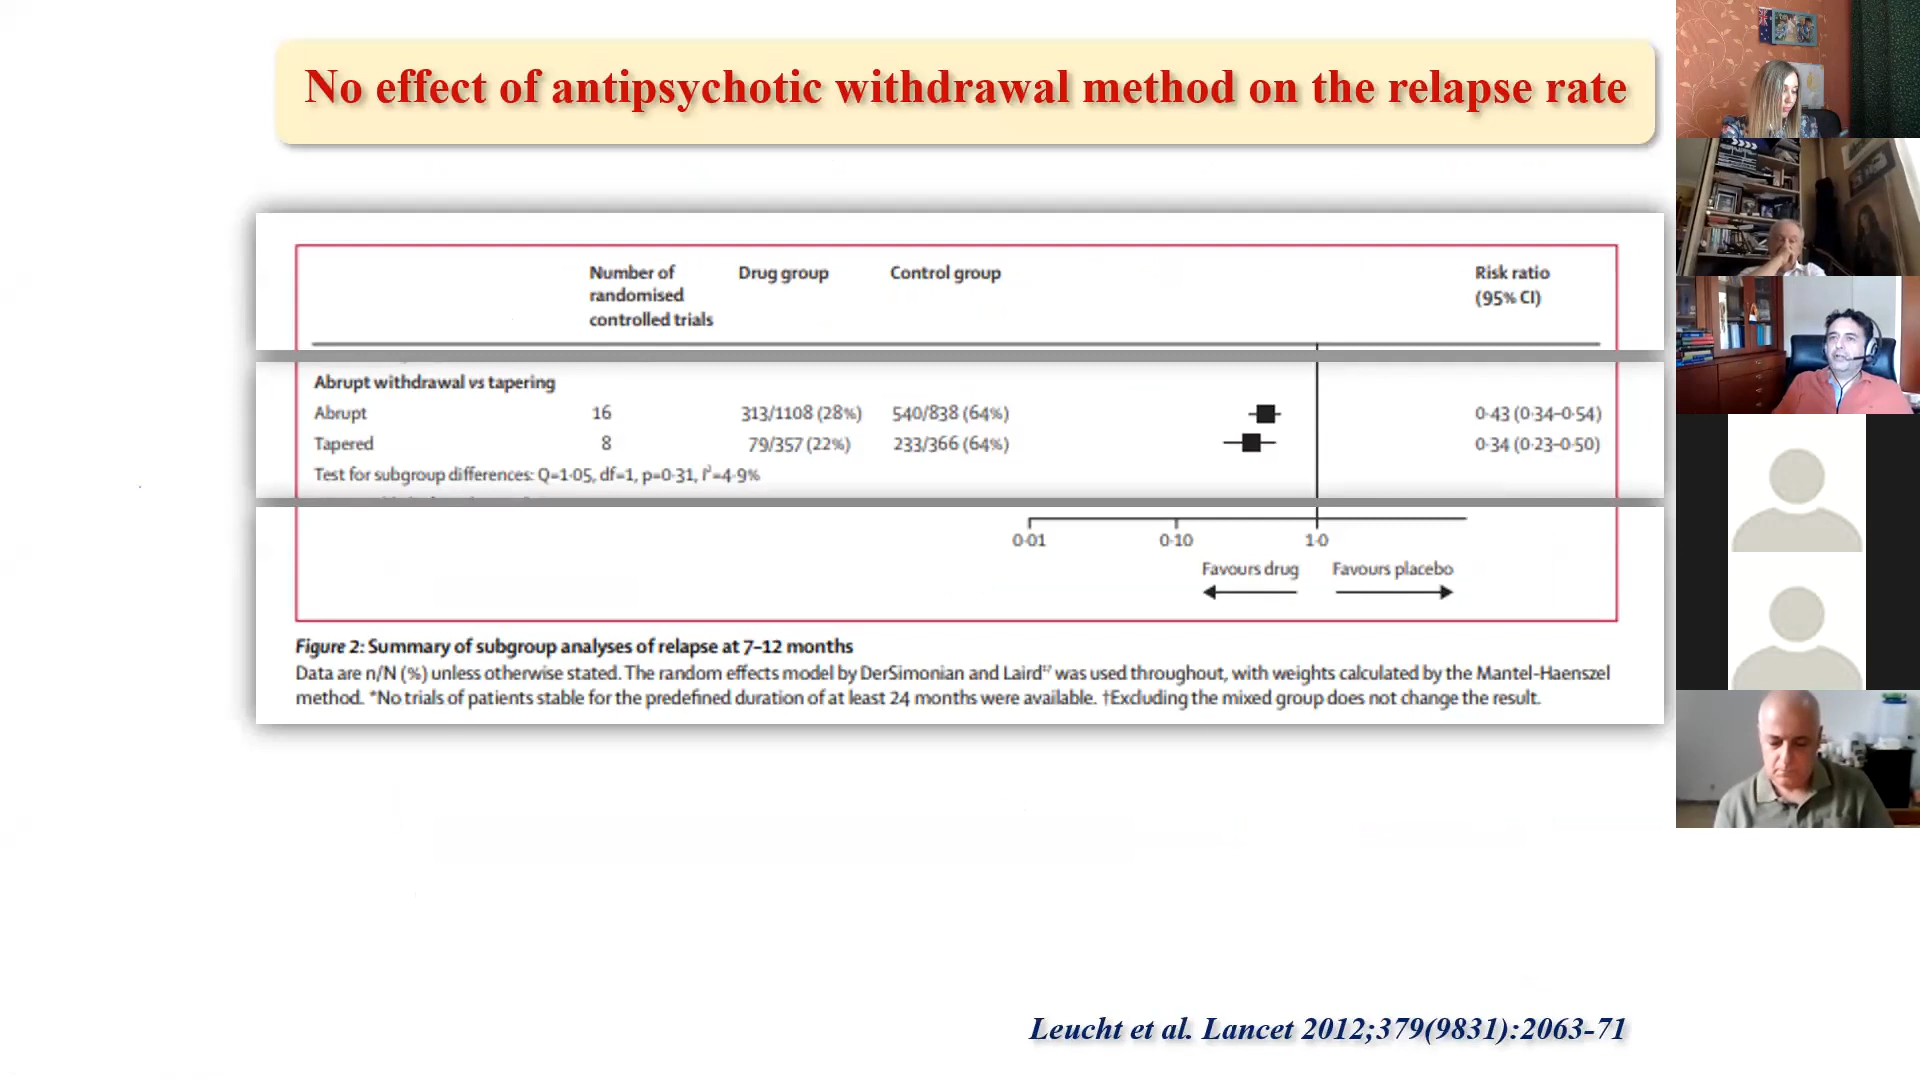 No effect of antipsychotic withdrawal method on the relapse rate
Number of randomised controlled trials
Drug group
Control group
Risk ratio (95% CI)
Abrupt withdrawal vs tapering
Abrupt 16 313/1108 (28%) 540/838 (64%) 0·43 (0·34–0·54)
Tapered 8 79/357 (22%) 233/366 (64%) 0·34 (0·23–0·50)
Test for subgroup differences: Q=1·05, df=1, p=0·31, I²=4·9%
0·01 0·10 1·0
Favours drug Favours placebo
Figure 2: Summary of subgroup analyses of relapse at 7–12 months
Data are n/N (%) unless otherwise stated. The random effects model by DerSimonian and Laird was used throughout, with weights calculated by the Mantel-Haenszel
method. *No trials of patients stable for the predefined duration of at least 24 months were available. †Excluding the mixed group does not change the result.
Leucht et al. Lancet 2012;379(9831):2063-71